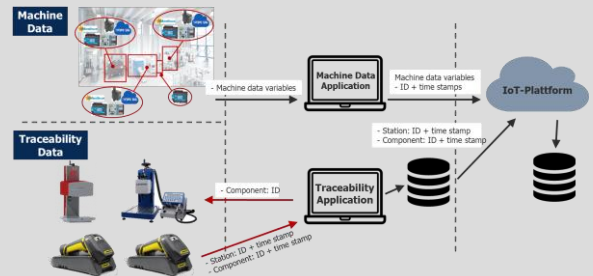 Machine
Data
- Machine data variables
Machine Data
Application
Machine data variables
- ID + time stamps
IoT-Plattform
Traceability
Data
- Component: ID
Traceability
Application
- Station: ID + time stamp
- Component: ID + time stamp
- Station: ID + time stamp
- Component: ID + time stamp